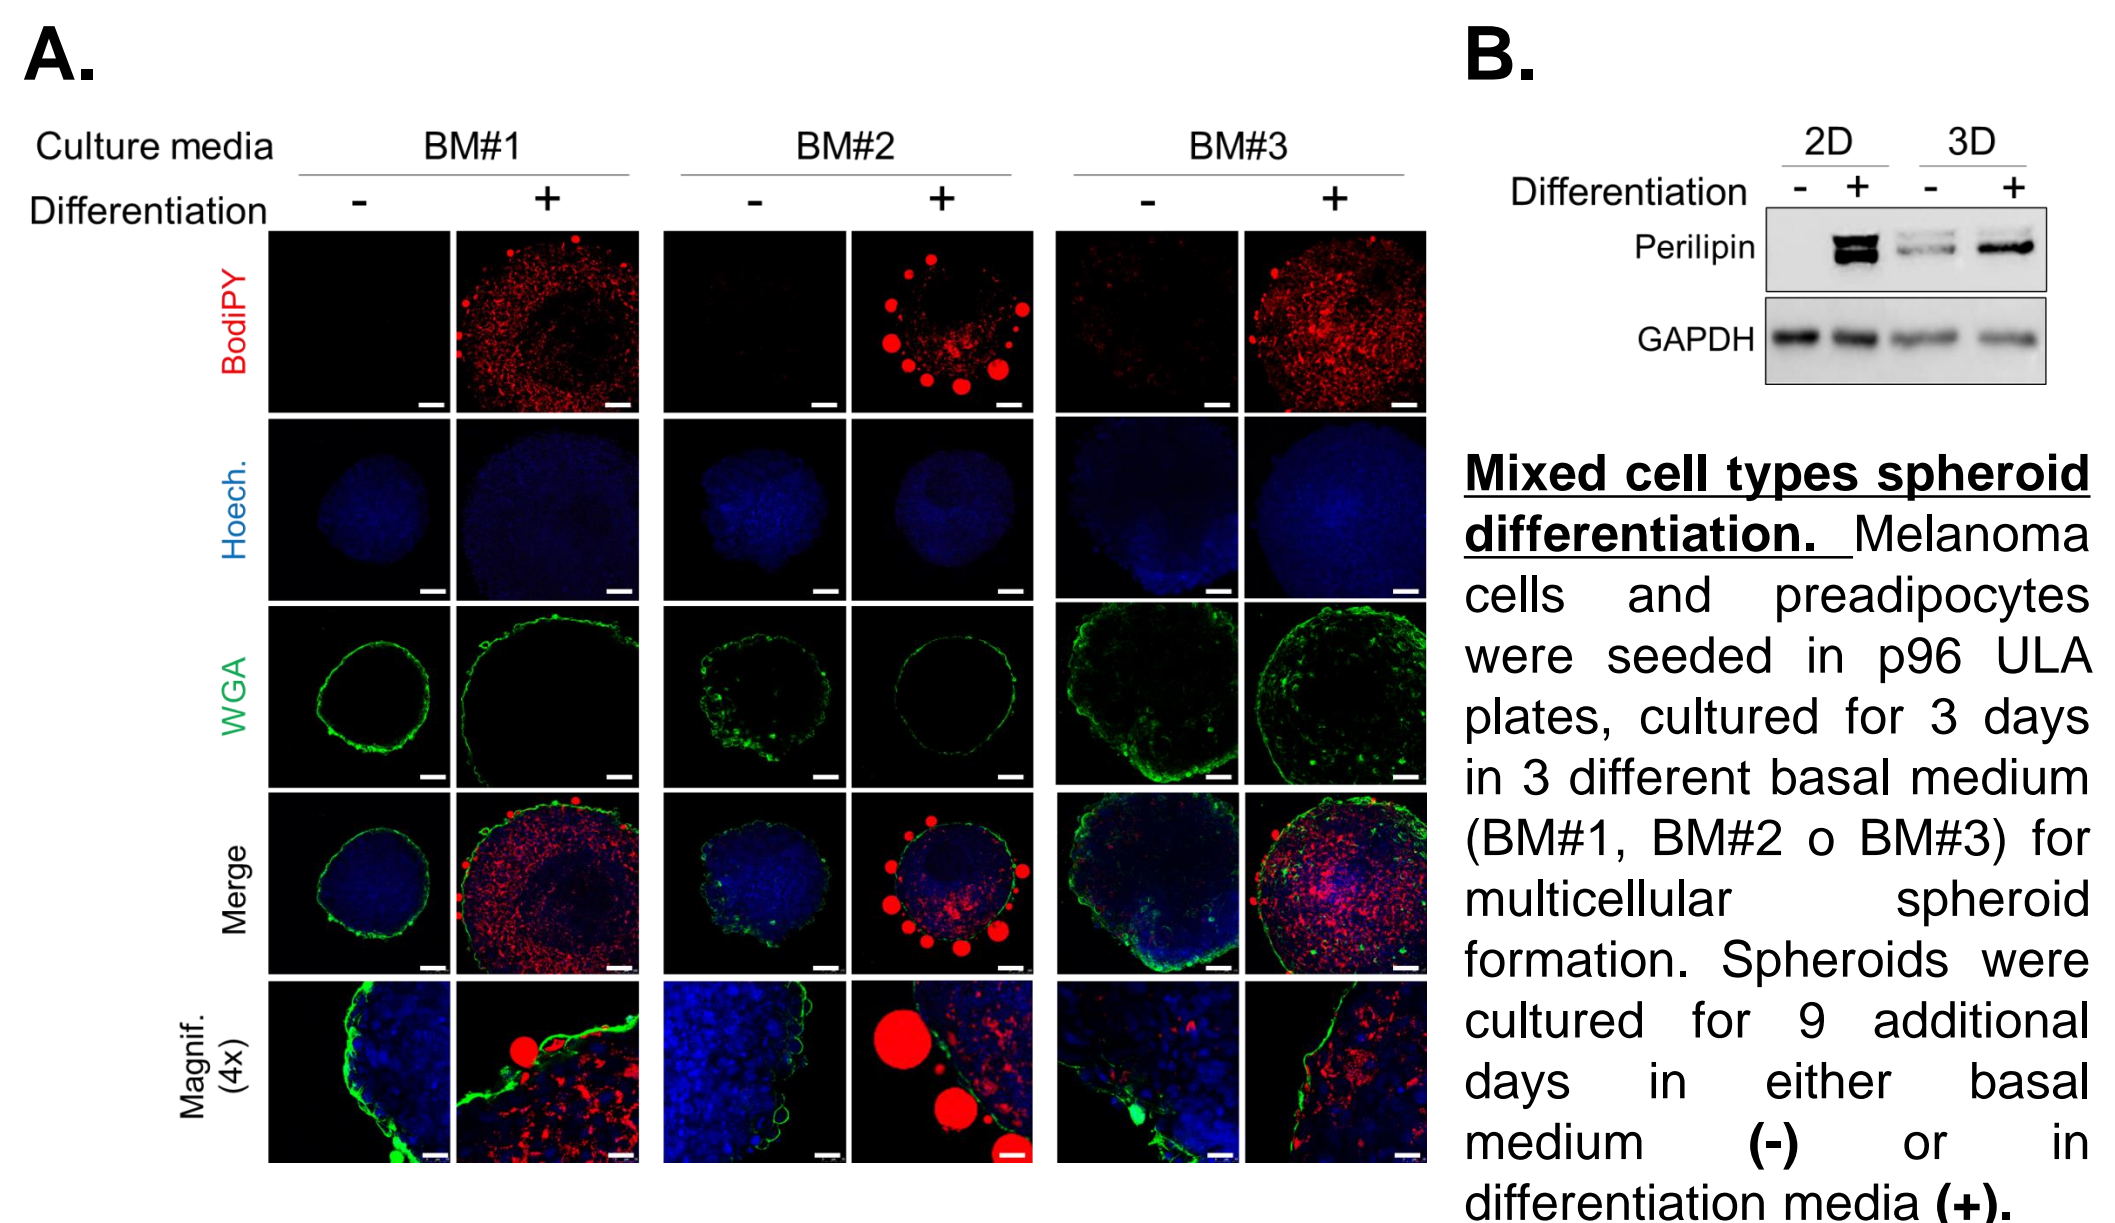 A.
Culture media BM#1 BM#2 BM#3
Differentiation - + - + - +
BodiPY
Hoech.
WGA
Merge
Magnif.
(4x)
B.
2D 3D
Differentiation - + - +
Perilipin
GAPDH
Mixed cell types spheroid
differentiation. Melanoma
cells and preadipocytes
were seeded in p96 ULA
plates, cultured for 3 days
in 3 different basal medium
(BM#1, BM#2 o BM#3) for
multicellular spheroid
formation. Spheroids were
cultured for 9 additional
days in either basal
medium (-) or in
differentiation media (+).